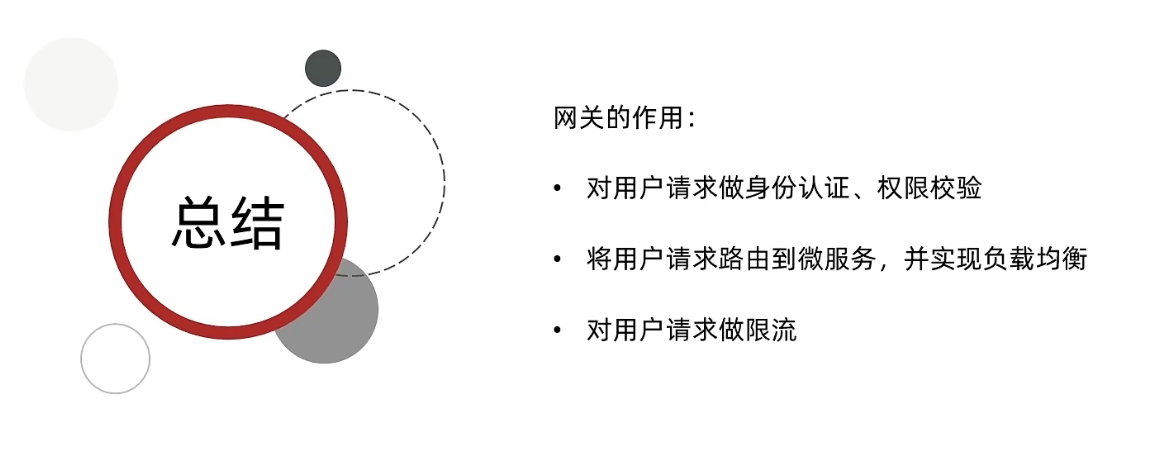 总结
网关的作用：
• 对用户请求做身份认证、权限校验
• 将用户请求路由到微服务，并实现负载均衡
• 对用户请求做限流